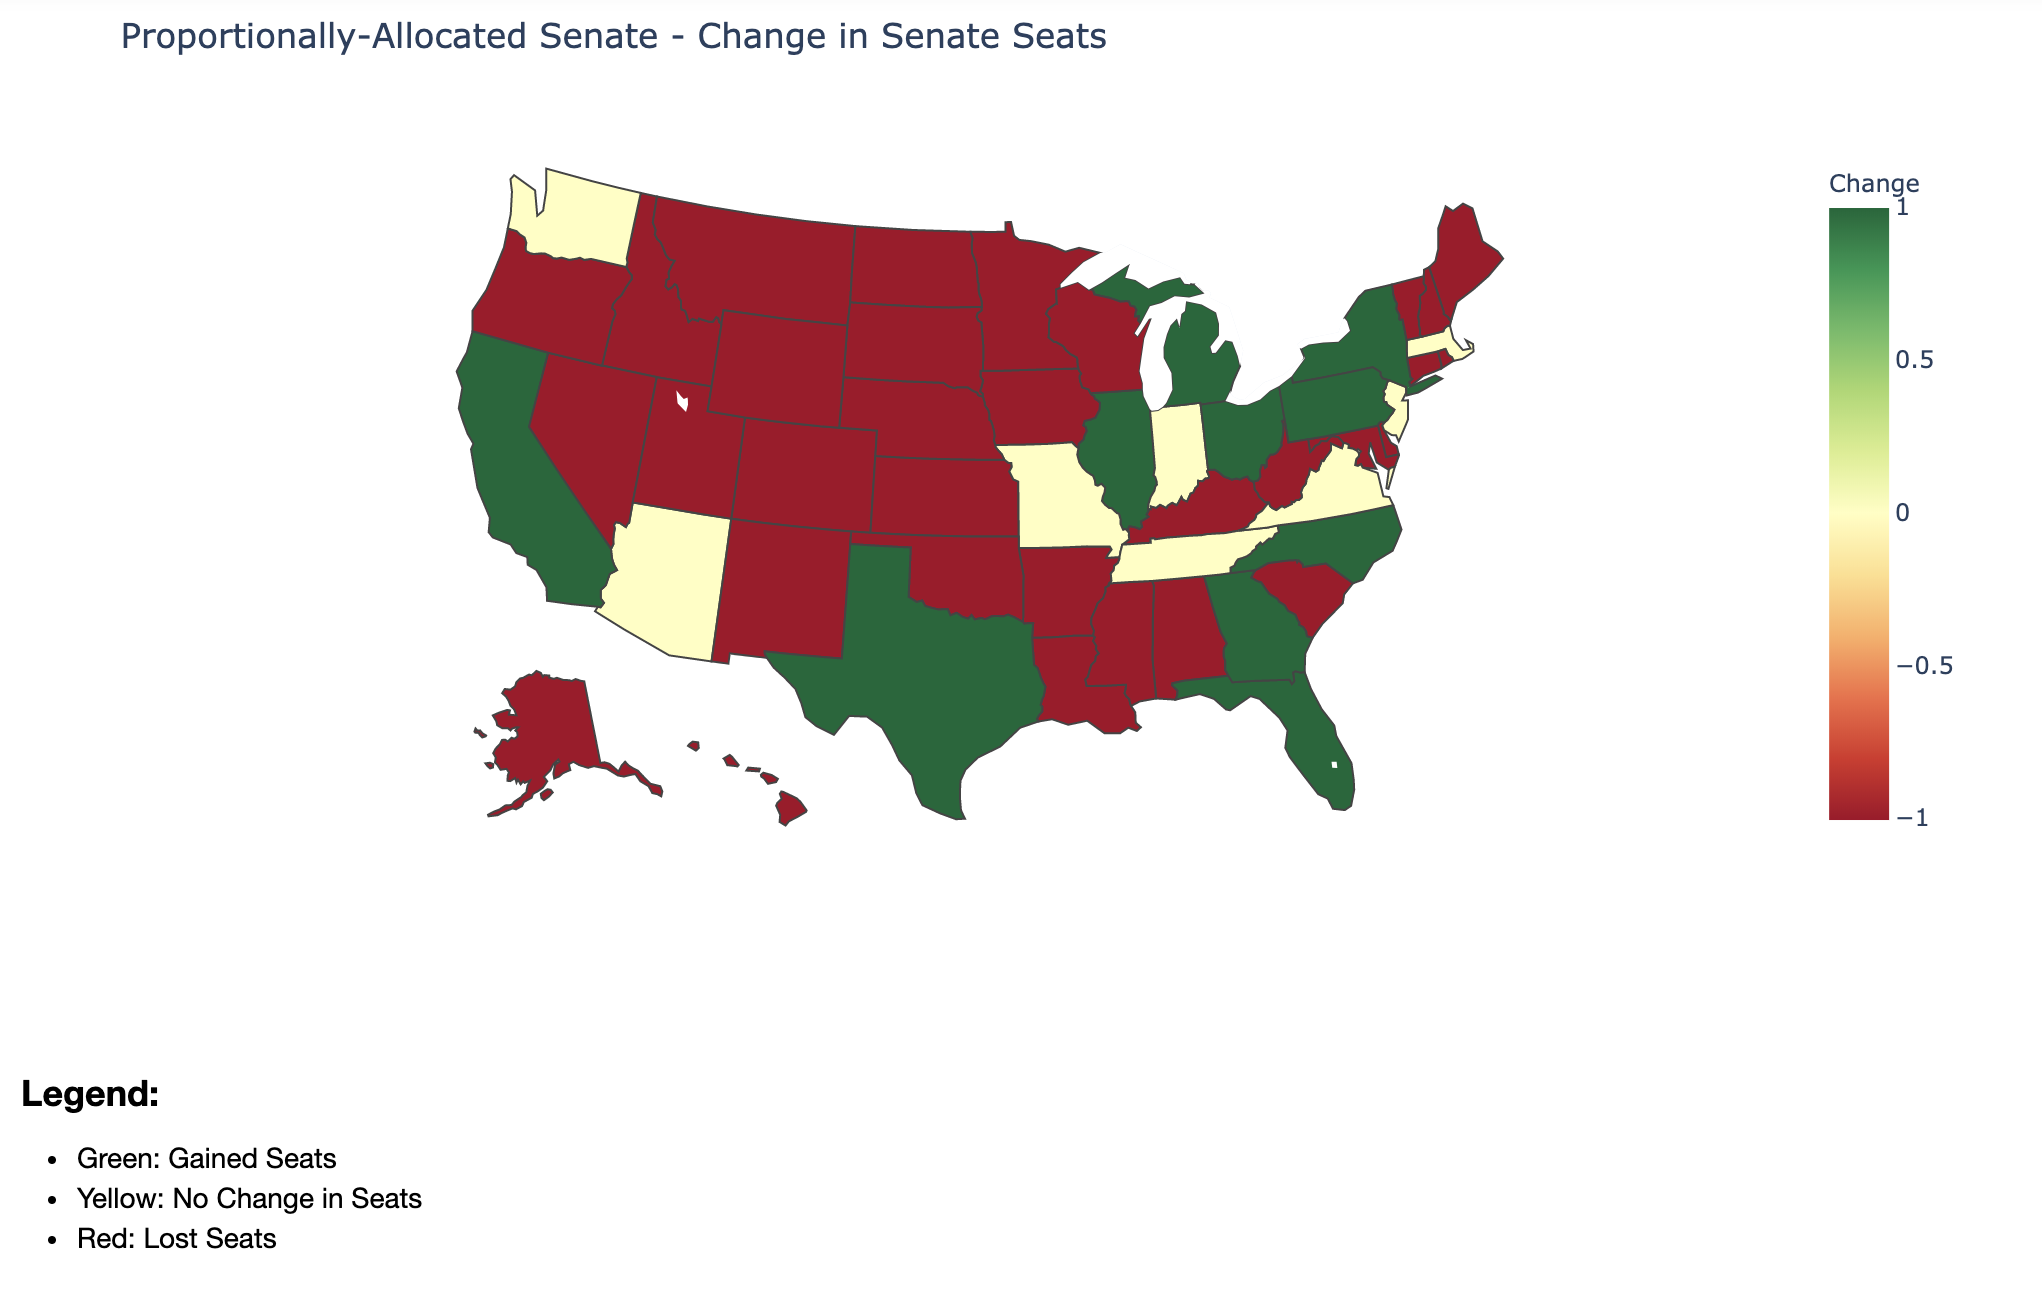 Proportionally-Allocated Senate - Change in Senate Seats
Change
1
0.5
0
−0.5
−1
Legend:
• Green: Gained Seats
• Yellow: No Change in Seats
• Red: Lost Seats